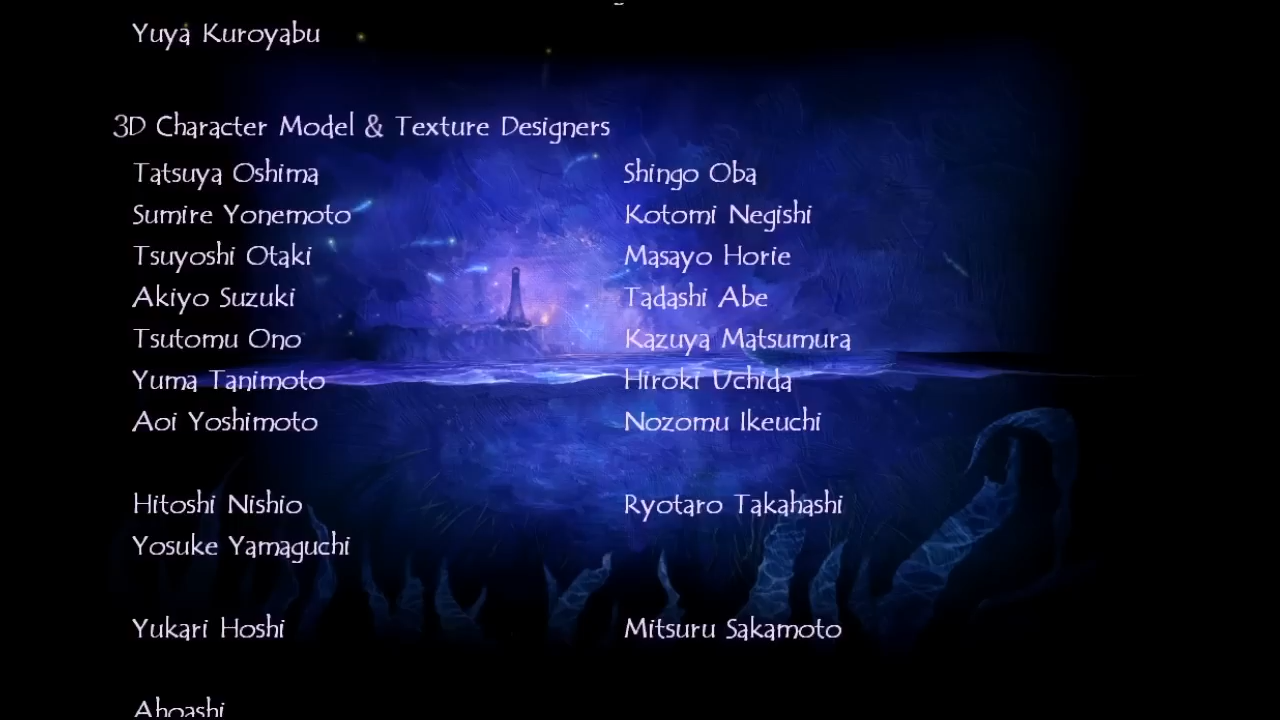 Yuya Kuroyabu
3D Character Model & Texture Designers
Tatsuya Oshima Shingo Oba
Sumire Yonemoto Kotomi Negishi
Tsuyoshi Otaki Masayo Horie
Akiyo Suzuki Tadashi Abe
Tsutomu Ono Kazuya Matsumura
Yuma Tanimoto Hiroki Uchida
Aoi Yoshimoto Nozomu Ikeuchi
Hitoshi Nishio Ryotaro Takahashi
Yosuke Yamaguchi
Yukari Hoshi Mitsuru Sakamoto
Ahoashi